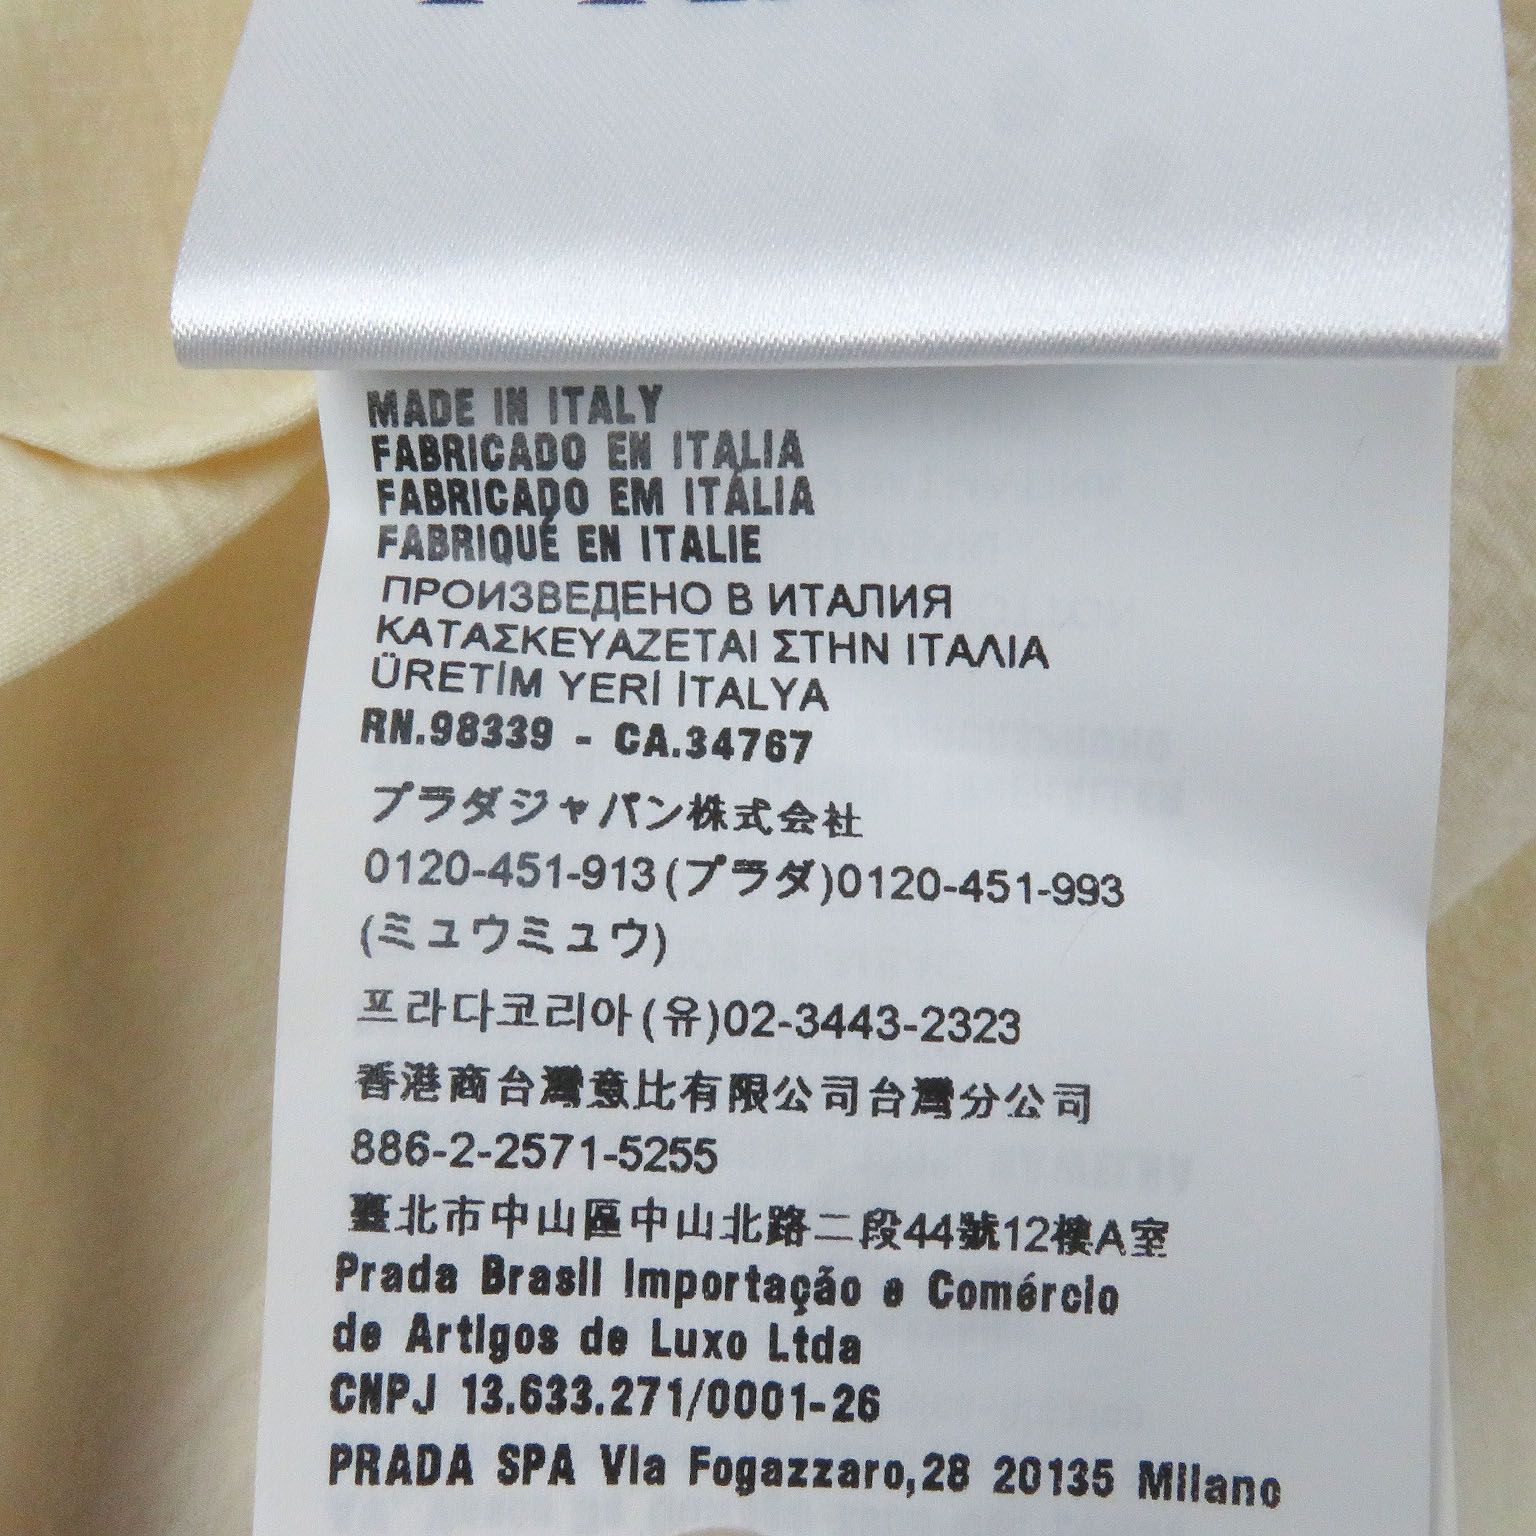 MADE IN ITALY
FABRICADO EN ITALIA
FABRICADO EM ITÁLIA
FABRIQUÉ EN ITALIE
ПРОИЗВЕДЕНО В ИТАЛИЯ
ΚΑΤΑΣΚΕΥΑΖΕΤΑΙ ΣΤΗΝ ΙΤΑΛΙΑ
ÜRETİM YERİ İTALYA
RN.98339 - CA.34767
プラダジャパン株式会社
0120-451-913(プラダ)0120-451-993
(ミュウミュウ)
프라다코리아(유)02-3443-2323
香港商台灣意比有限公司台灣分公司
886-2-2571-5255
臺北市中山區中山北路二段44號12樓A室
Prada Brasil Importação e Comércio
de Artigos de Luxo Ltda
CNPJ 13.633.271/0001-26
PRADA SPA Via Fogazzaro,28 20135 Milano